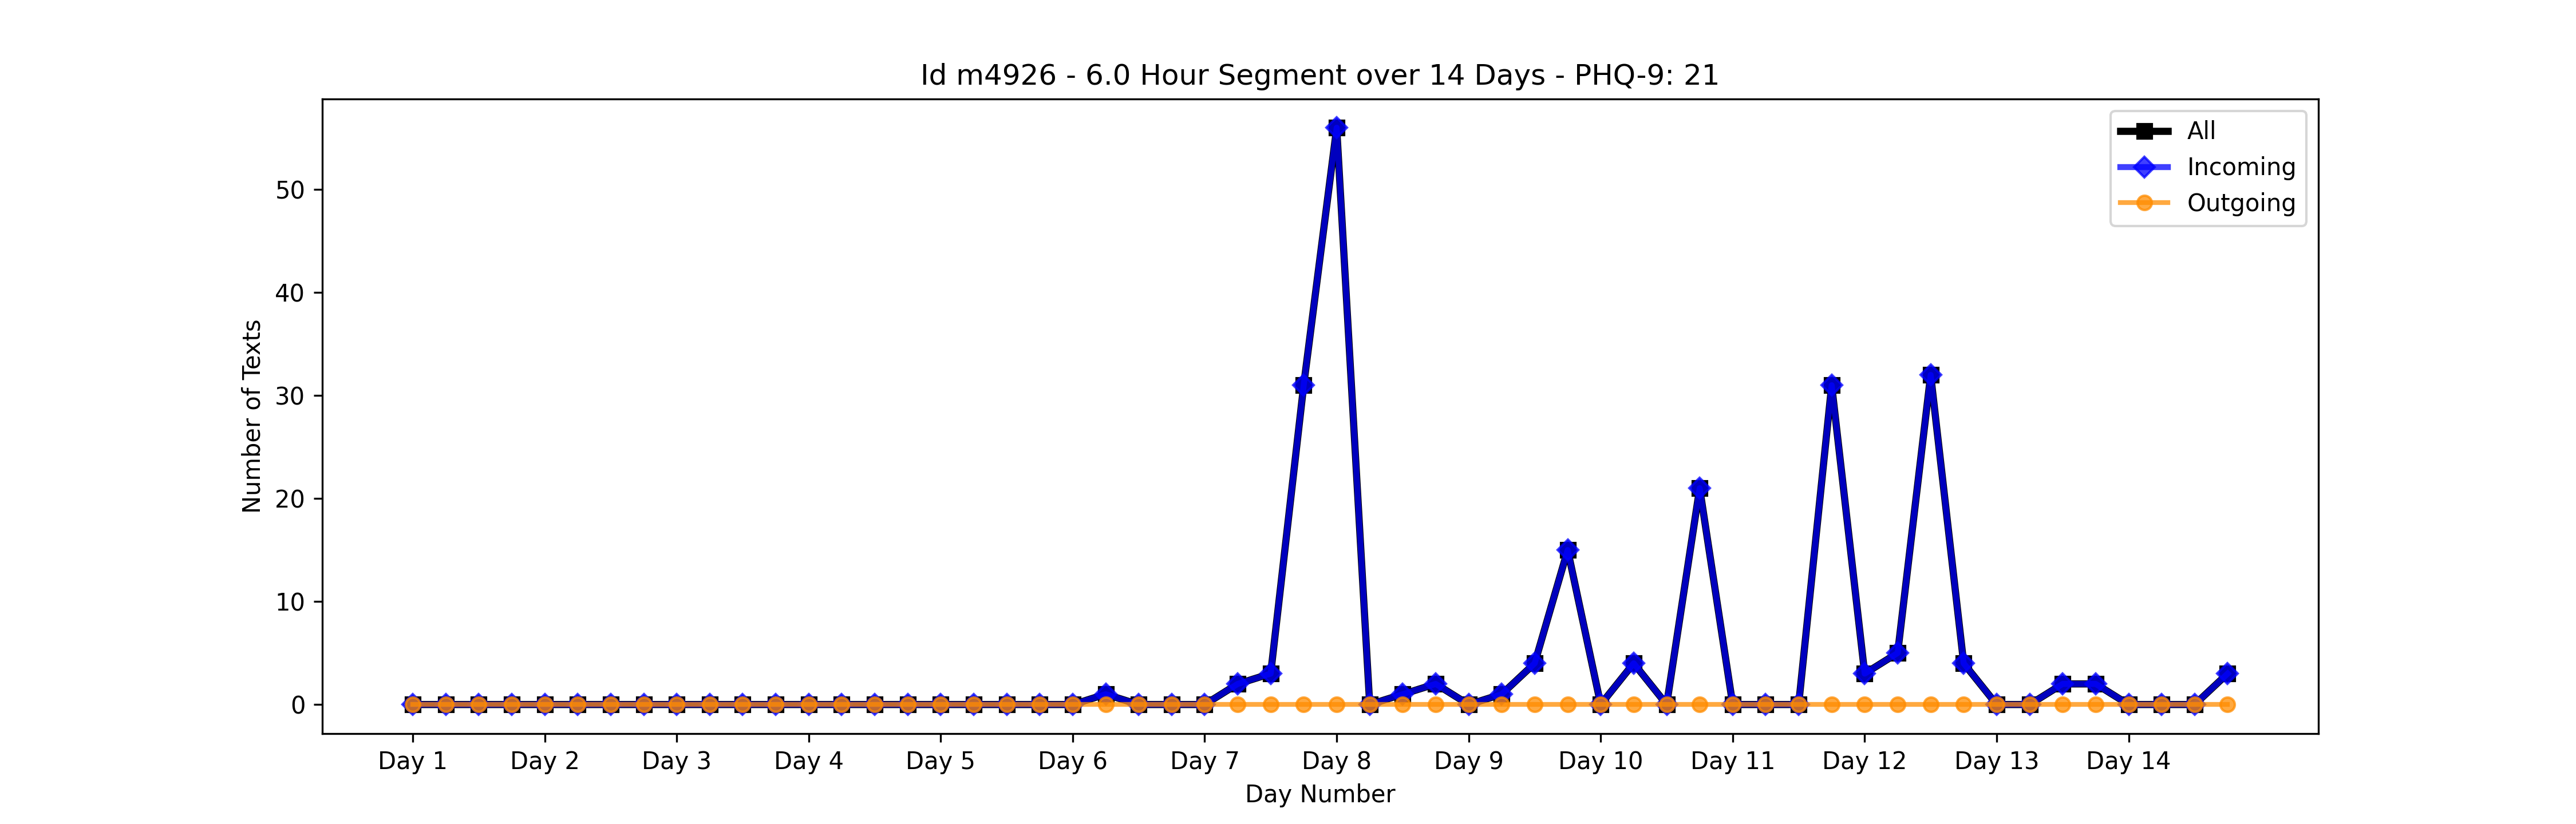 Id m4926 - 6.0 Hour Segment over 14 Days - PHQ-9: 21
All
Incoming
Outgoing
Number of Texts
50
40
30
20
10
0
Day 1 Day 2 Day 3 Day 4 Day 5 Day 6 Day 7 Day 8 Day 9 Day 10 Day 11 Day 12 Day 13 Day 14
Day Number